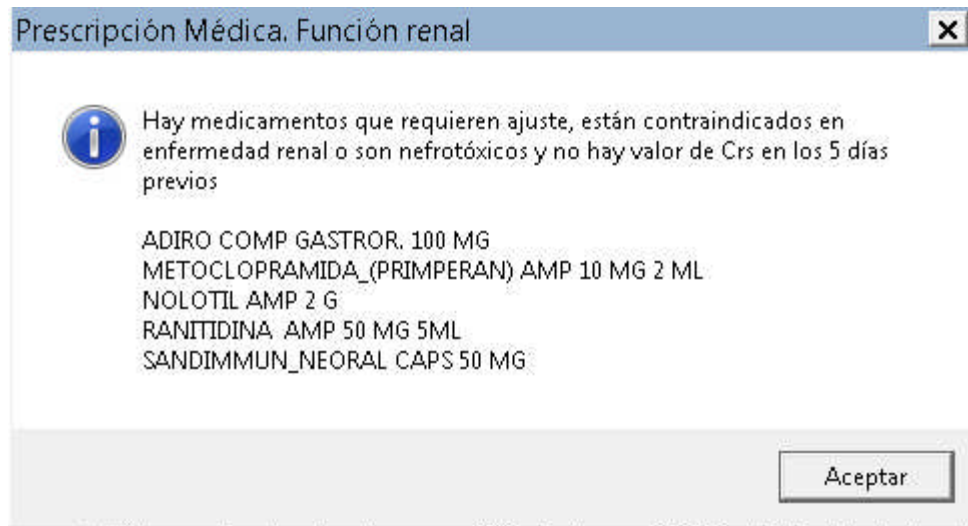 Prescripción Médica. Función renal
Hay medicamentos que requieren ajuste, están contraindicados en
enfermedad renal o son nefrotóxicos y no hay valor de Crs en los 5 días
previos
ADIRO COMP GASTROR. 100 MG
METOCLOPRAMIDA_(PRIMPERAN) AMP 10 MG 2 ML
NOLOTIL AMP 2 G
RANITIDINA AMP 50 MG 5ML
SANDIMMUN_NEORAL CAPS 50 MG
Aceptar